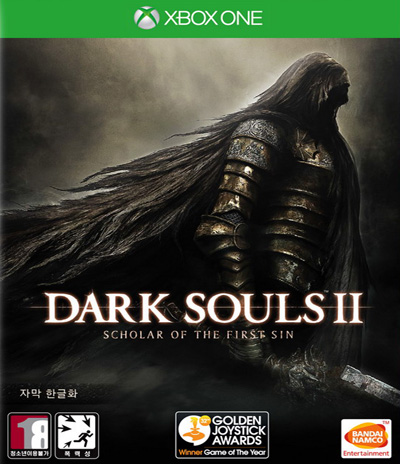 XBOX ONE
DARK SOULS II
SCHOLAR OF THE FIRST SIN
자막 한글화
18
청소년이용불가
폭력성
GOLDEN
JOYSTICK
AWARDS
Winner Game of The Year
BANDAI
NAMCO
Entertainment